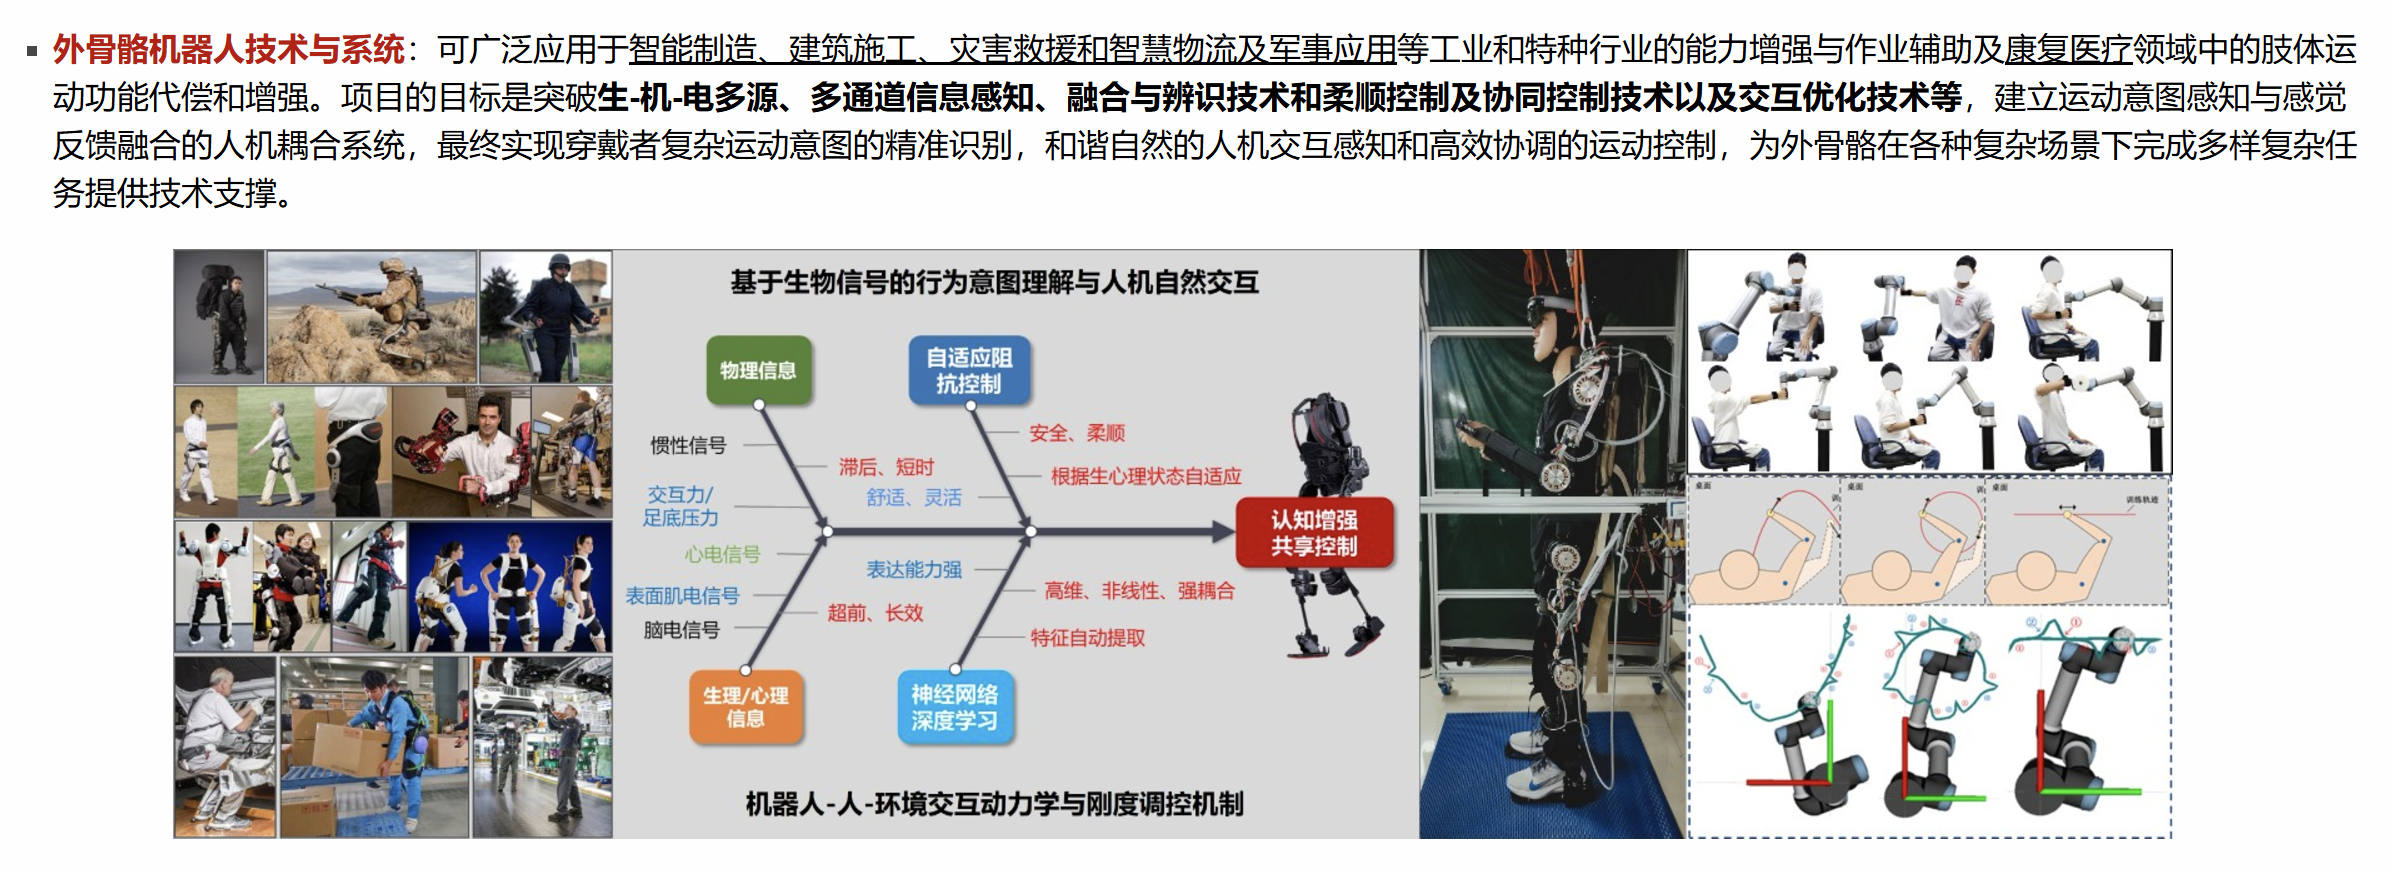 ▪ 外骨骼机器人技术与系统：可广泛应用于智能制造、建筑施工、灾害救援和智慧物流及军事应用等工业和特种行业的能力增强与作业辅助及康复医疗领域中的肢体运
动功能代偿和增强。项目的目标是突破生-机-电多源、多通道信息感知、融合与辨识技术和柔顺控制及协同控制技术以及交互优化技术等，建立运动意图感知与感觉
反馈融合的人机耦合系统，最终实现穿戴者复杂运动意图的精准识别，和谐自然的人机交互感知和高效协调的运动控制，为外骨骼在各种复杂场景下完成多样复杂任
务提供技术支撑。
基于生物信号的行为意图理解与人机自然交互
物理信息
自适应阻
抗控制
惯性信号
安全、柔顺
滞后、短时
根据生心理状态自适应
交互力/
足底压力
舒适、灵活
认知增强
共享控制
心电信号
表达能力强
表面肌电信号
高维、非线性、强耦合
超前、长效
脑电信号
特征自动提取
生理/心理
信息
神经网络
深度学习
机器人-人-环境交互动力学与刚度调控机制
桌面
训
桌面
训
桌面
训练轨迹